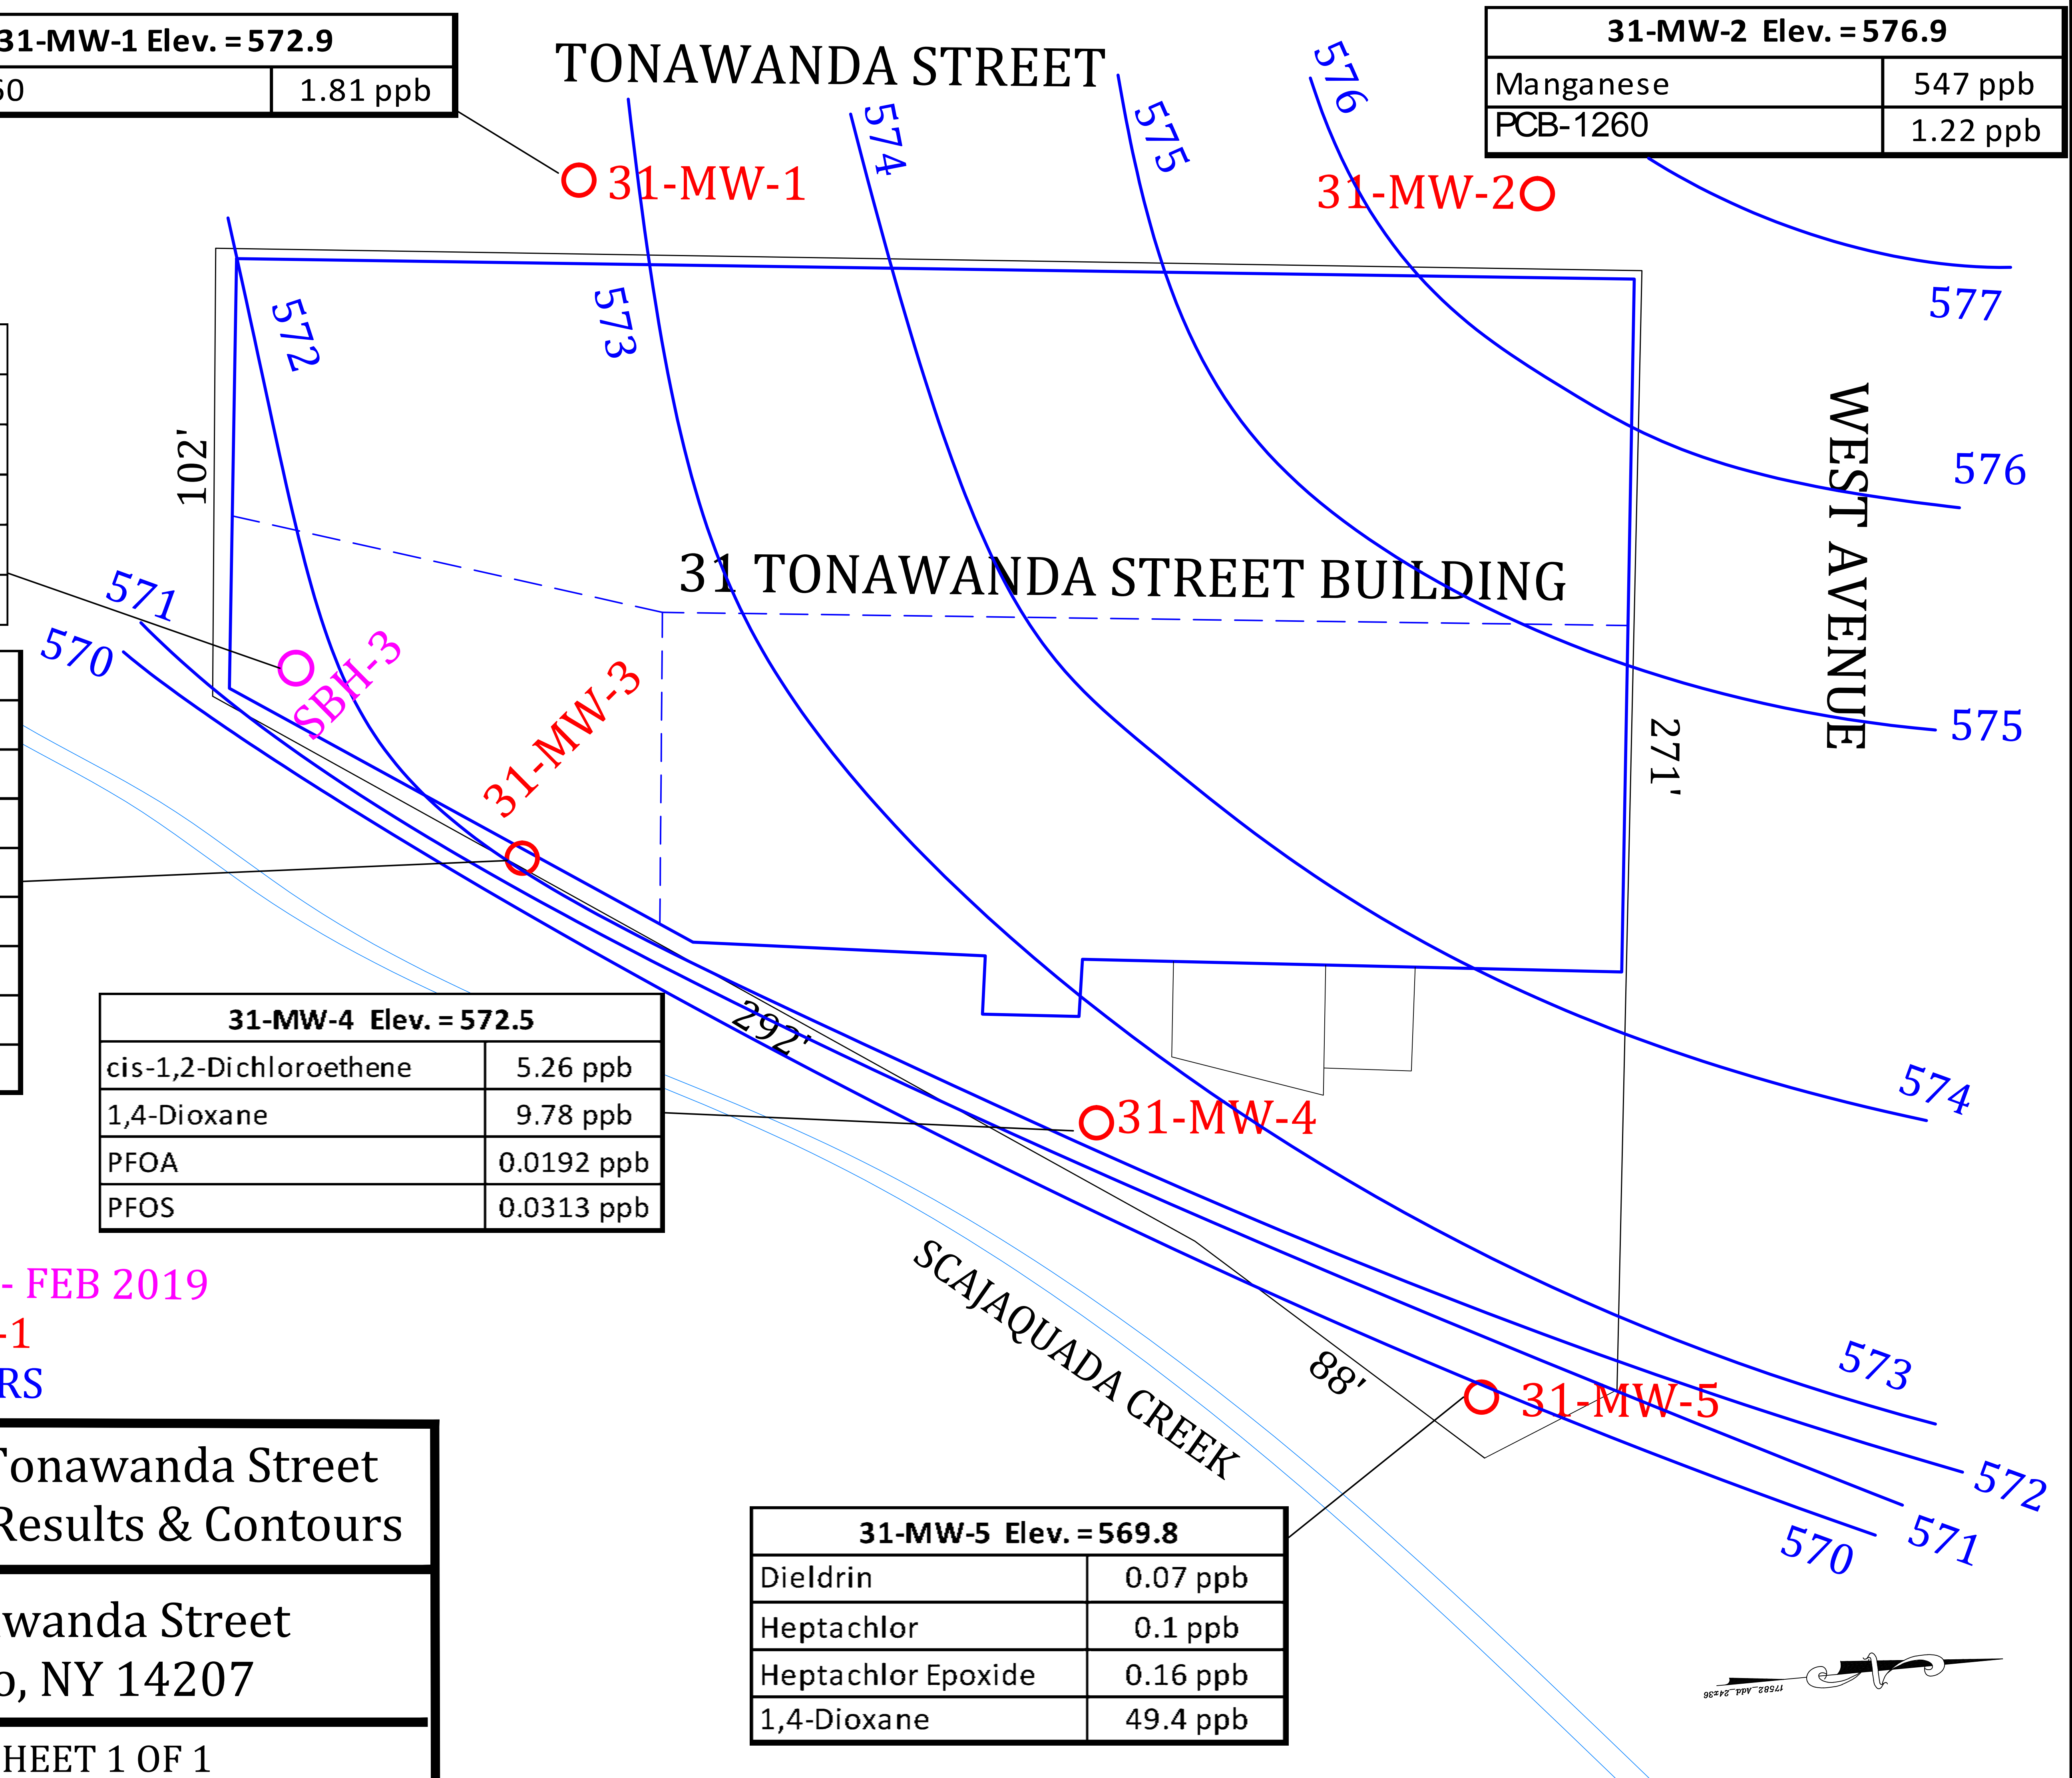 31-MW-1 Elev. = 572.9
60 1.81 ppb
TONAWANDA STREET
31-MW-2 Elev. = 576.9
Manganese 547 ppb
PCB-1260 1.22 ppb
576
575
574
31-MW-1
31-MW-2
577
572
573
WEST AVENUE
102'
576
31 TONAWANDA STREET BUILDING
571
570
SBH-3
31-MW-3
575
271'
31-MW-4 Elev. = 572.5
cis-1,2-Dichloroethene 5.26 ppb
1,4-Dioxane 9.78 ppb
PFOA 0.0192 ppb
PFOS 0.0313 ppb
292'
31-MW-4
574
SCAJAQUADA CREEK
88'
573
31-MW-5
572
571
570
- FEB 2019
-1
RS
Tonawanda Street
Results & Contours
wanda Street
o, NY 14207
HEET 1 OF 1
31-MW-5 Elev. = 569.8
Dieldrin 0.07 ppb
Heptachlor 0.1 ppb
Heptachlor Epoxide 0.16 ppb
1,4-Dioxane 49.4 ppb
N
17582_Add_24x36